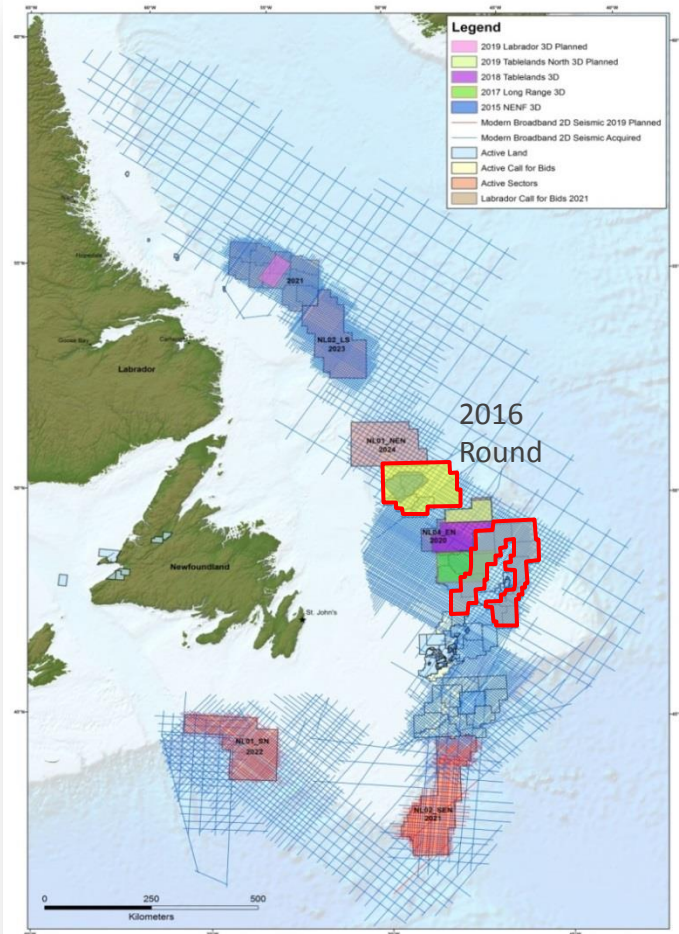 Legend
2019 Labrador 3D Planned
2019 Tablelands North 3D Planned
2018 Tablelands 3D
2017 Long Range 3D
2015 NENF 3D
Modern Broadband 2D Seismic 2019 Planned
Modern Broadband 2D Seismic Acquired
Active Land
Active Call for Bids
Active Sectors
Labrador Call for Bids 2021
2021
NL02_LS
2023
Goose Bay
Labrador
2016
Round
NL01_NEN
2024
NL04_EN
2020
Newfoundland
St. John's
NL01_SN
2022
NL02_SEN
2021
0
250
500
Kilometers